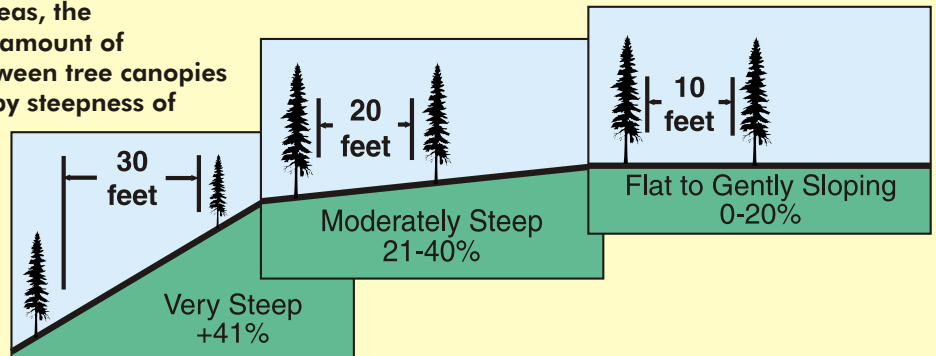 eas, the
amount of
ween tree canopies
by steepness of
30
feet
20
feet
10
feet
Very Steep
+41%
Moderately Steep
21-40%
Flat to Gently Sloping
0-20%